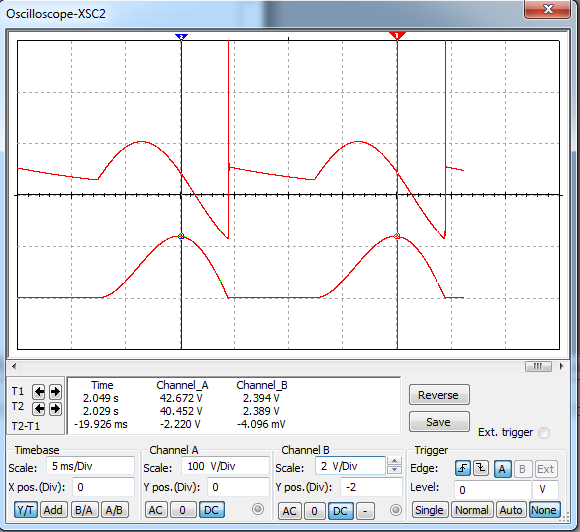 Oscilloscope-XSC2
2
1
T1
T2
T2-T1
Time Channel_A Channel_B
2.049 s 42.672 V 2.394 V
2.029 s 40.452 V 2.389 V
-19.926 ms -2.220 V -4.096 mV
Reverse
Save
Ext. trigger
Timebase
Scale: 5 ms/Div
X pos.(Div): 0
Y/T Add B/A A/B
Channel A
Scale: 100 V/Div
Y pos.(Div): 0
AC 0 DC
Channel B
Scale: 2 V/Div
Y pos.(Div): -2
AC 0 DC -
Trigger
Edge: A B Ext
Level: 0 V
Single Normal Auto None